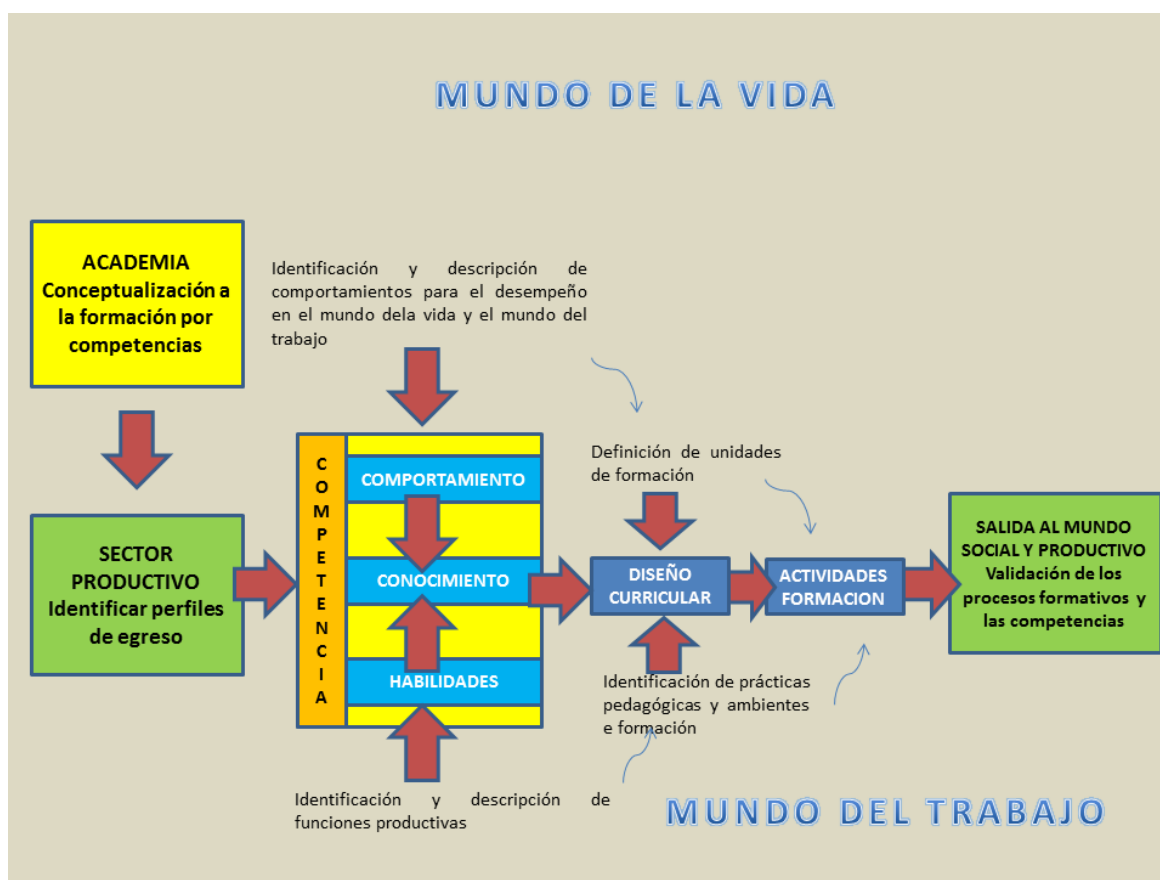 MUNDO DE LA VIDA
ACADEMIA
Conceptualización a
la formación por
competencias
Identificación y descripción de
comportamientos para el desempeño
en el mundo dela vida y el mundo del
trabajo
SECTOR
PRODUCTIVO
Identificar perfiles
de egreso
COMPETENCIA
COMPORTAMIENTO
CONOCIMIENTO
HABILIDADES
Identificación y descripción de
funciones productivas
Definición de unidades
de formación
DISEÑO
CURRICULAR
Identificación de prácticas
pedagógicas y ambientes
e formación
ACTIVIDADES
FORMACION
SALIDA AL MUNDO
SOCIAL Y PRODUCTIVO
Validación de los
procesos formativos y
las competencias
MUNDO DEL TRABAJO